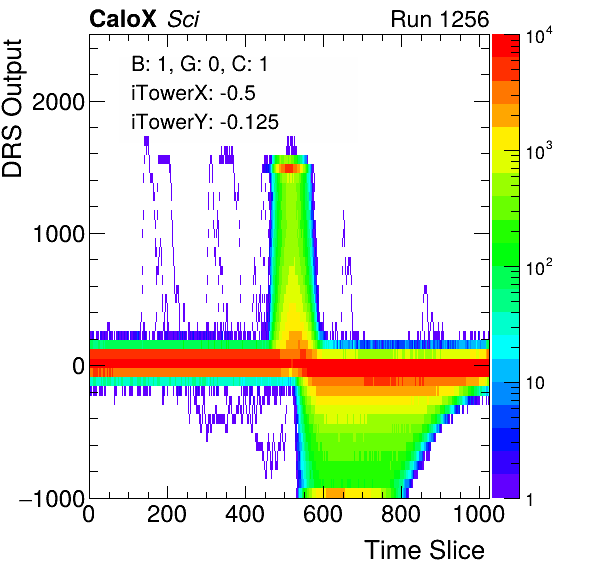 CaloX Sci Run 1256
B: 1, G: 0, C: 1
iTowerX: -0.5
iTowerY: -0.125
DRS Output
2000
1000
0
−1000
0 200 400 600 800 1000
Time Slice
10⁴
10³
10²
10
1